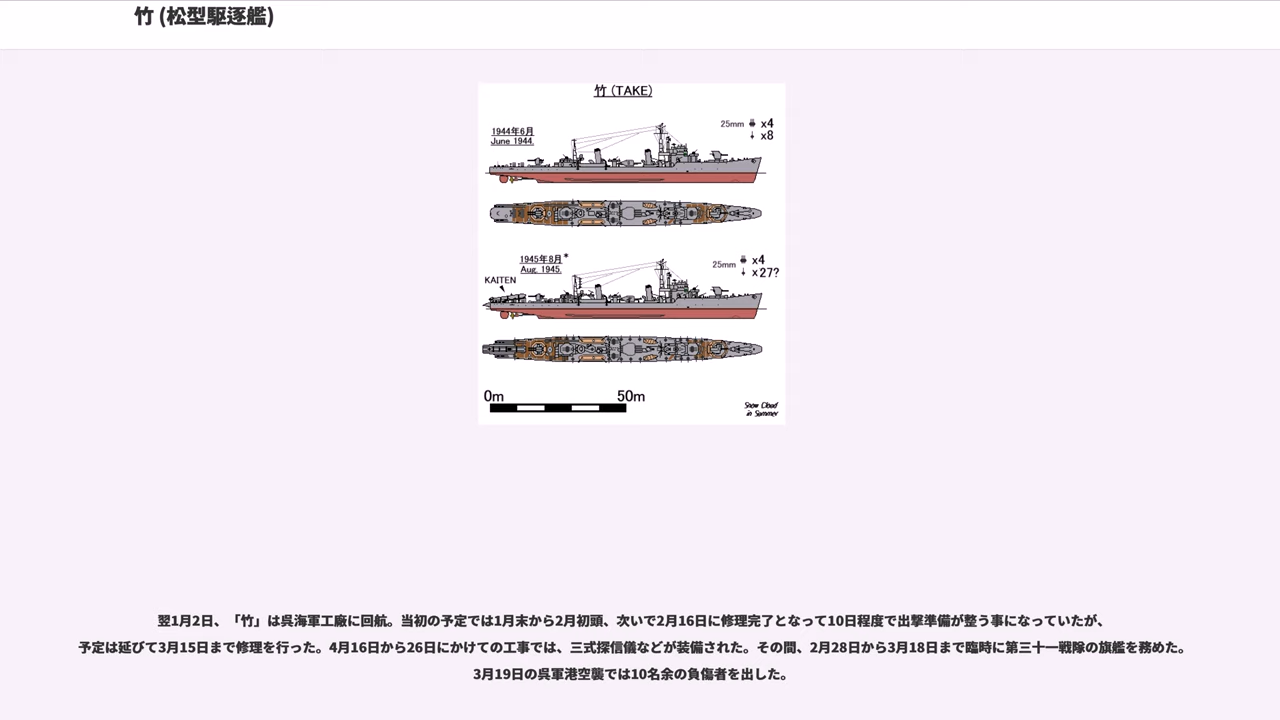 竹 (松型駆逐艦)
竹 (TAKE)
1944年6月
June 1944.
25mm x4
x8
1945年8月*
Aug. 1945.
25mm x4
x27?
KAITEN
0m 50m
Snow Cloud
in Summer
翌1月2日、「竹」は呉海軍工廠に回航。当初の予定では1月末から2月初頭、次いで2月16日に修理完了となって10日程度で出撃準備が整う事になっていたが、
予定は延びて3月15日まで修理を行った。4月16日から26日にかけての工事では、三式探信儀などが装備された。その間、2月28日から3月18日まで臨時に第三十一戦隊の旗艦を務めた。
3月19日の呉軍港空襲では10名余の負傷者を出した。